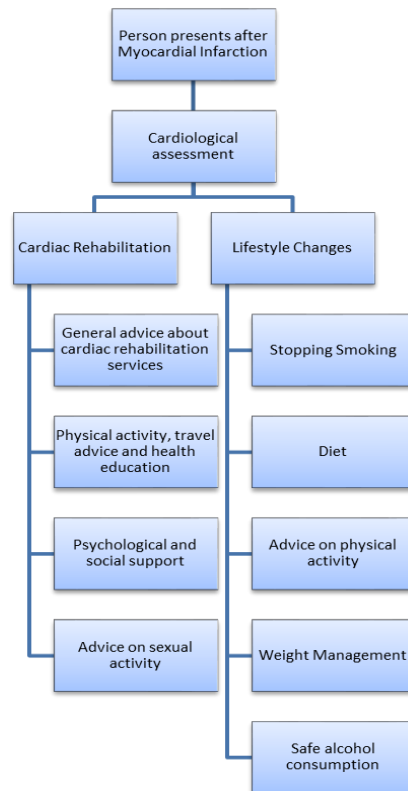 Person presents after
Myocardial Infarction
Cardiological
assessment
Cardiac Rehabilitation
General advice about
cardiac rehabilitation
services
Physical activity, travel
advice and health
education
Psychological and
social support
Advice on sexual
activity
Lifestyle Changes
Stopping Smoking
Diet
Advice on physical
activity
Weight Management
Safe alcohol
consumption